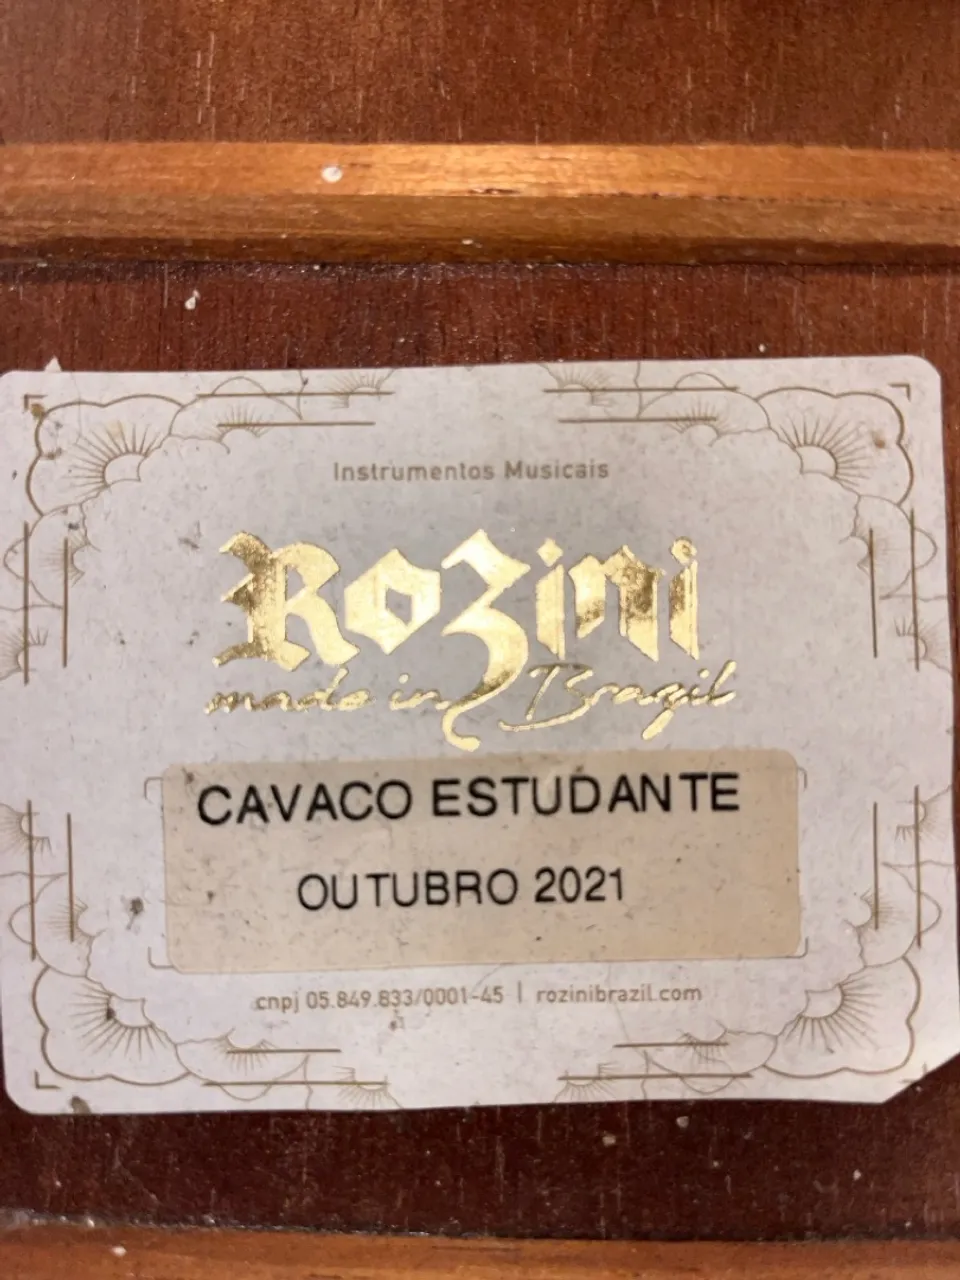 Instrumentos Musicais
Rozini
made in Brazil
CAVACO ESTUDANTE
OUTUBRO 2021
cnpj 05.849.833/0001-45 | rozinibrazil.com